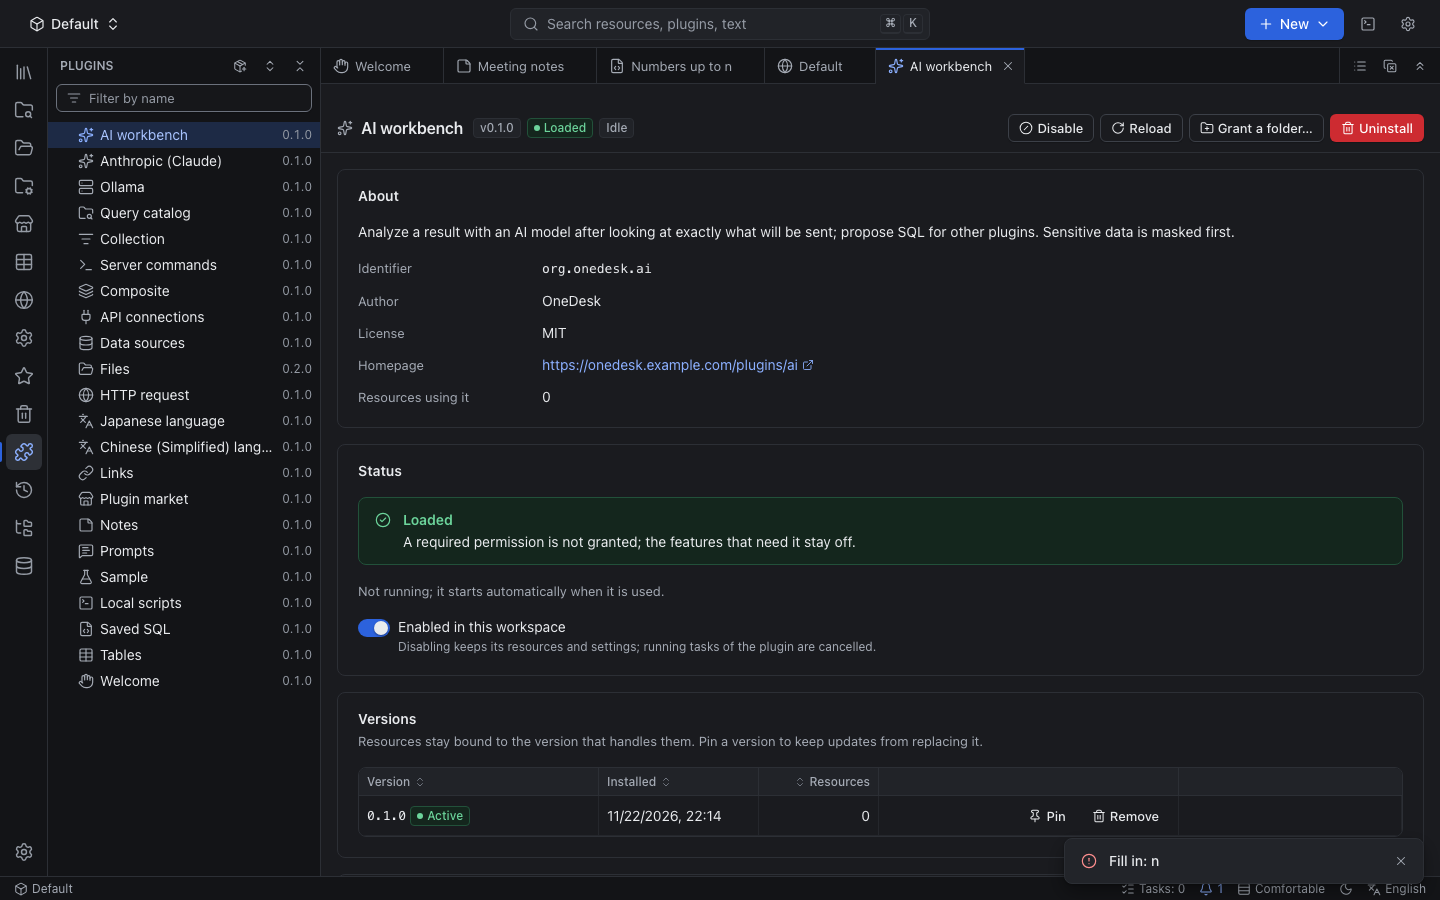 Default
Search resources, plugins, text
⌘ K
New
PLUGINS
Filter by name
AI workbench 0.1.0
Anthropic (Claude) 0.1.0
Ollama 0.1.0
Query catalog 0.1.0
Collection 0.1.0
Server commands 0.1.0
Composite 0.1.0
API connections 0.1.0
Data sources 0.1.0
Files 0.2.0
HTTP request 0.1.0
Japanese language 0.1.0
Chinese (Simplified) lang... 0.1.0
Links 0.1.0
Plugin market 0.1.0
Notes 0.1.0
Prompts 0.1.0
Sample 0.1.0
Local scripts 0.1.0
Saved SQL 0.1.0
Tables 0.1.0
Welcome 0.1.0
Welcome
Meeting notes
Numbers up to n
Default
AI workbench
AI workbench v0.1.0 Loaded Idle
Disable
Reload
Grant a folder...
Uninstall
About
Analyze a result with an AI model after looking at exactly what will be sent; propose SQL for other plugins. Sensitive data is masked first.
Identifier org.onedesk.ai
Author OneDesk
License MIT
Homepage https://onedesk.example.com/plugins/ai
Resources using it 0
Status
Loaded
A required permission is not granted; the features that need it stay off.
Not running; it starts automatically when it is used.
Enabled in this workspace
Disabling keeps its resources and settings; running tasks of the plugin are cancelled.
Versions
Resources stay bound to the version that handles them. Pin a version to keep updates from replacing it.
Version Installed Resources
0.1.0 Active 11/22/2026, 22:14 0 Pin Remove
Fill in: n
Default
Tasks: 0
1
Comfortable
English